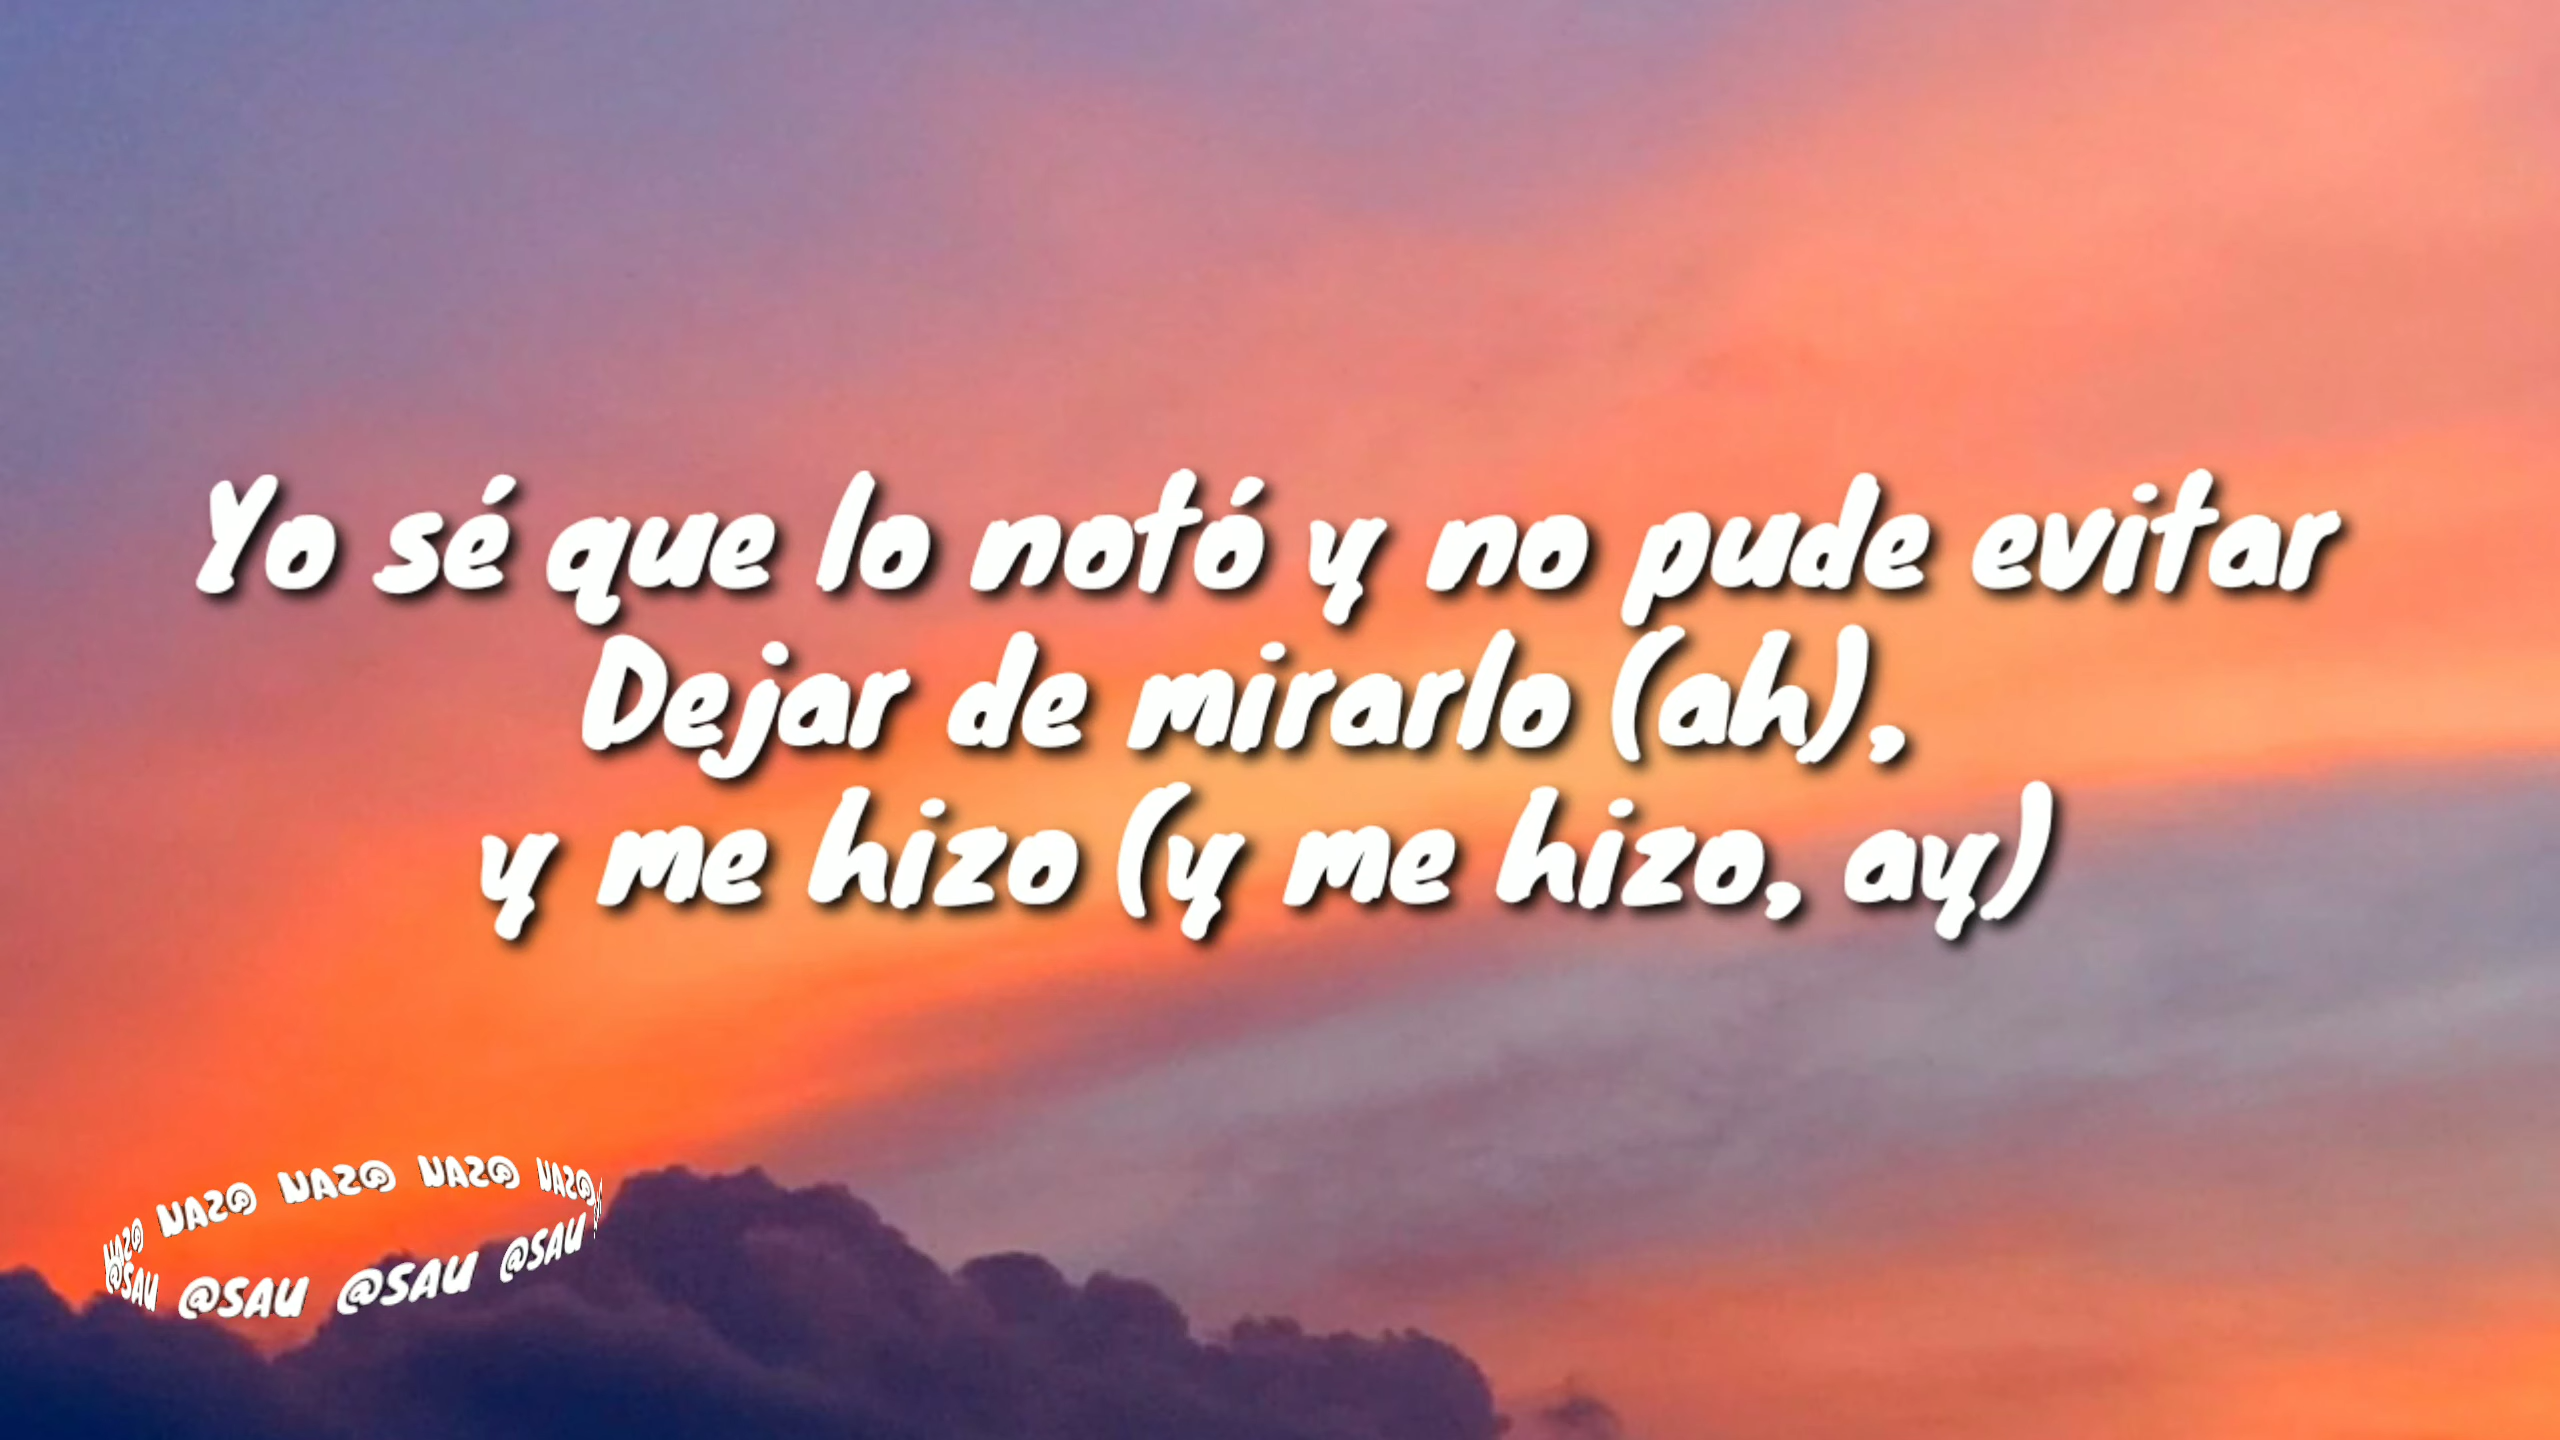 Yo sé que lo notó y no pude evitar
Dejar de mirarlo (ah),
y me hizo (y me hizo, ay)
@SAU @SAU @SAU @SAU @SAU
@SAU @SAU @SAU @SAU